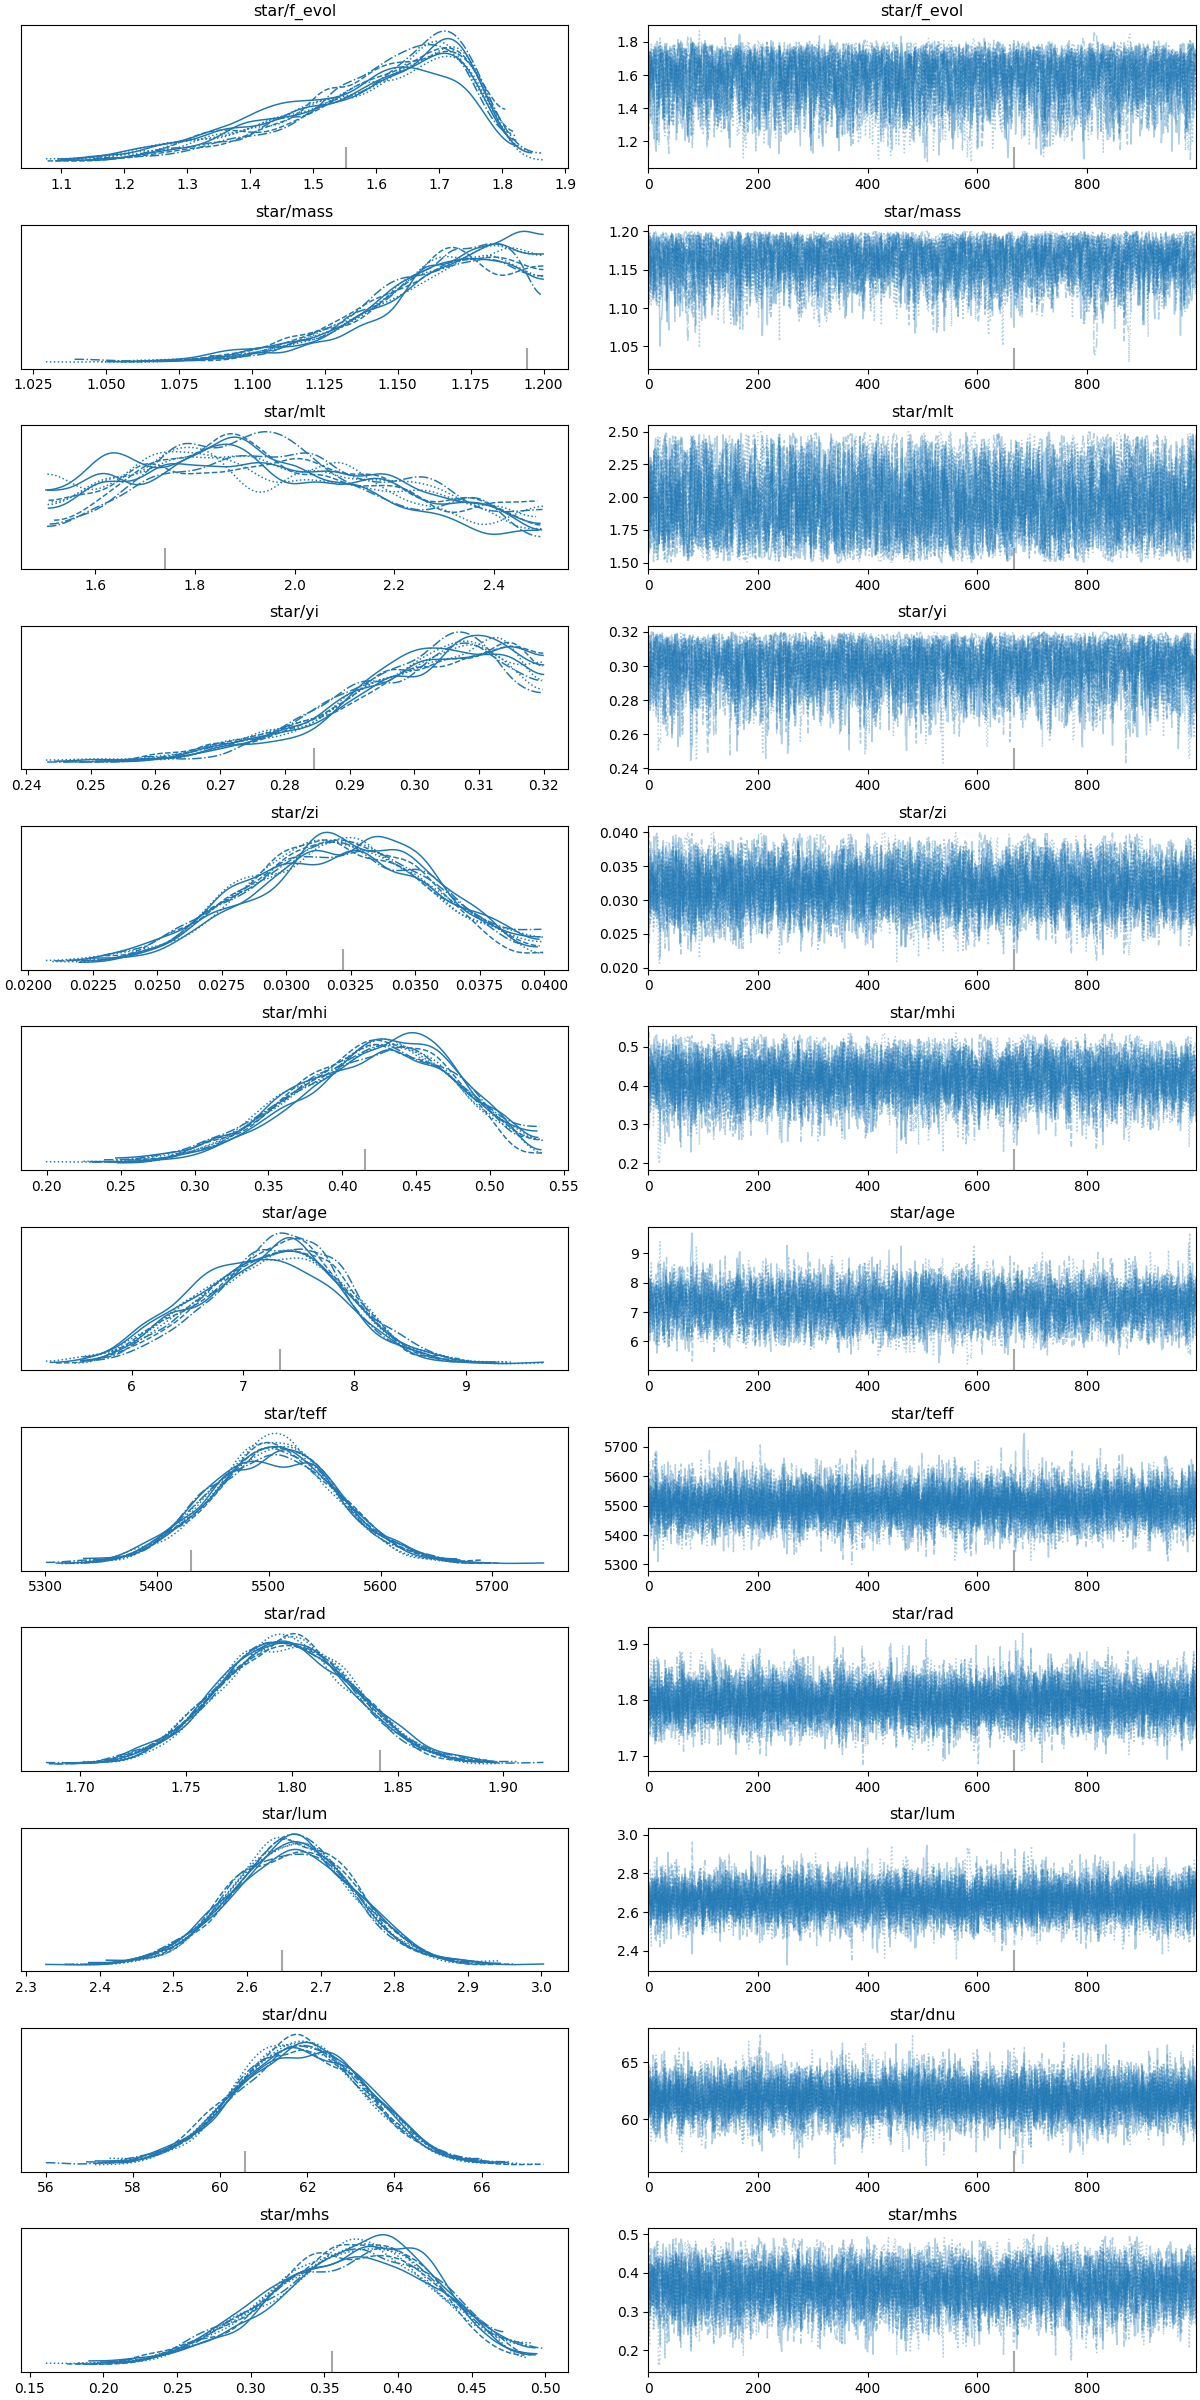 star/f_evol star/f_evol
1.8
1.6
1.4
1.2
1.1 1.2 1.3 1.4 1.5 1.6 1.7 1.8 1.9 0 200 400 600 800
star/mass star/mass
1.20
1.15
1.10
1.05
1.025 1.050 1.075 1.100 1.125 1.150 1.175 1.200 0 200 400 600 800
star/mlt star/mlt
2.50
2.25
2.00
1.75
1.50
1.6 1.8 2.0 2.2 2.4 0 200 400 600 800
star/yi star/yi
0.32
0.30
0.28
0.26
0.24
0.24 0.25 0.26 0.27 0.28 0.29 0.30 0.31 0.32 0 200 400 600 800
star/zi star/zi
0.040
0.035
0.030
0.025
0.020
0.0200 0.0225 0.0250 0.0275 0.0300 0.0325 0.0350 0.0375 0.0400 0 200 400 600 800
star/mhi star/mhi
0.5
0.4
0.3
0.2
0.20 0.25 0.30 0.35 0.40 0.45 0.50 0.55 0 200 400 600 800
star/age star/age
9
8
7
6
6 7 8 9 0 200 400 600 800
star/teff star/teff
5700
5600
5500
5400
5300
5300 5400 5500 5600 5700 0 200 400 600 800
star/rad star/rad
1.9
1.8
1.7
1.70 1.75 1.80 1.85 1.90 0 200 400 600 800
star/lum star/lum
3.0
2.8
2.6
2.4
2.3 2.4 2.5 2.6 2.7 2.8 2.9 3.0 0 200 400 600 800
star/dnu star/dnu
65
60
56 58 60 62 64 66 0 200 400 600 800
star/mhs star/mhs
0.5
0.4
0.3
0.2
0.15 0.20 0.25 0.30 0.35 0.40 0.45 0.50 0 200 400 600 800